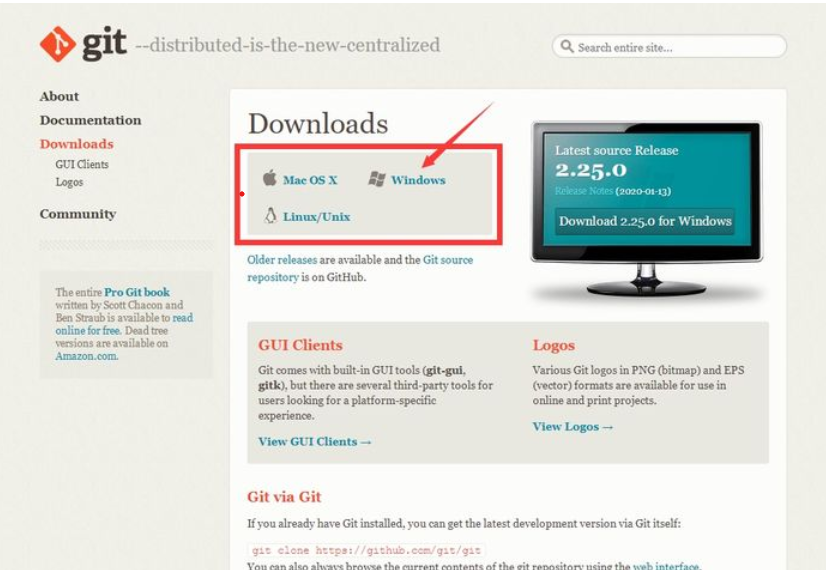 git --distributed-is-the-new-centralized
Search entire site...
About
Documentation
Downloads
GUI Clients
Logos
Community
The entire Pro Git book
written by Scott Chacon and
Ben Straub is available to read
online for free. Dead tree
versions are available on
Amazon.com.
Downloads
Mac OS X
Windows
Linux/Unix
Older releases are available and the Git source
repository is on GitHub.
Latest source Release
2.25.0
Release Notes (2020-01-13)
Download 2.25.0 for Windows
GUI Clients
Git comes with built-in GUI tools (git-gui,
gitk), but there are several third-party tools for
users looking for a platform-specific
experience.
View GUI Clients →
Logos
Various Git logos in PNG (bitmap) and EPS
(vector) formats are available for use in
online and print projects.
View Logos →
Git via Git
If you already have Git installed, you can get the latest development version via Git itself:
git clone https://github.com/git/git
You can also always browse the current contents of the git repository using the web interface.